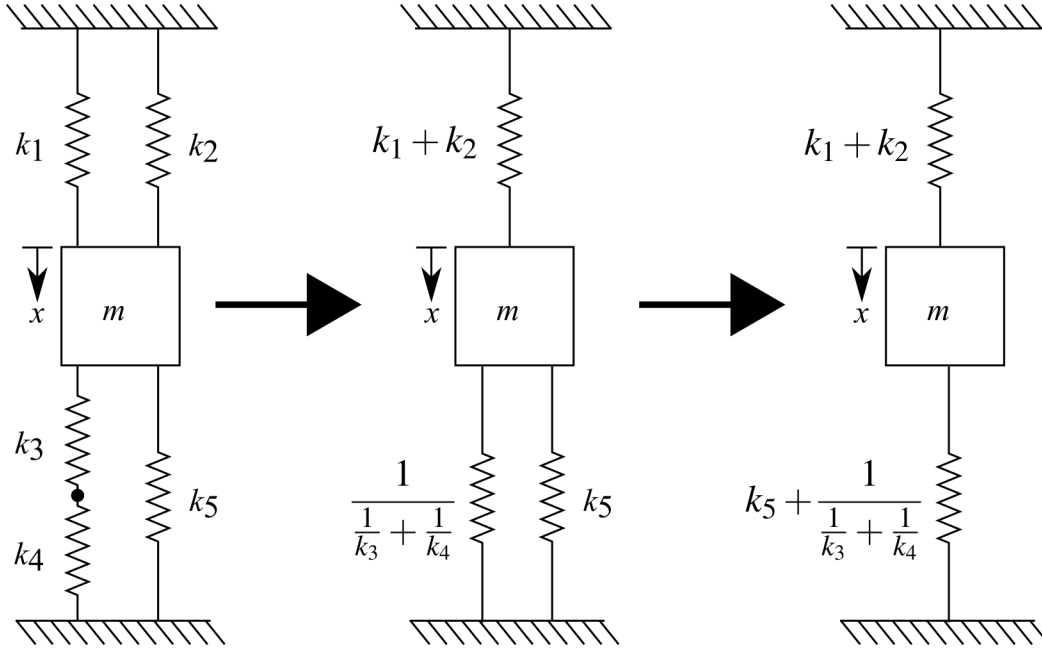 k₁
k₂
x
m
k₃
k₄
k₅
k₁ + k₂
x
m
1 / (1/k₃ + 1/k₄)
k₅
k₁ + k₂
x
m
k₅ + 1 / (1/k₃ + 1/k₄)